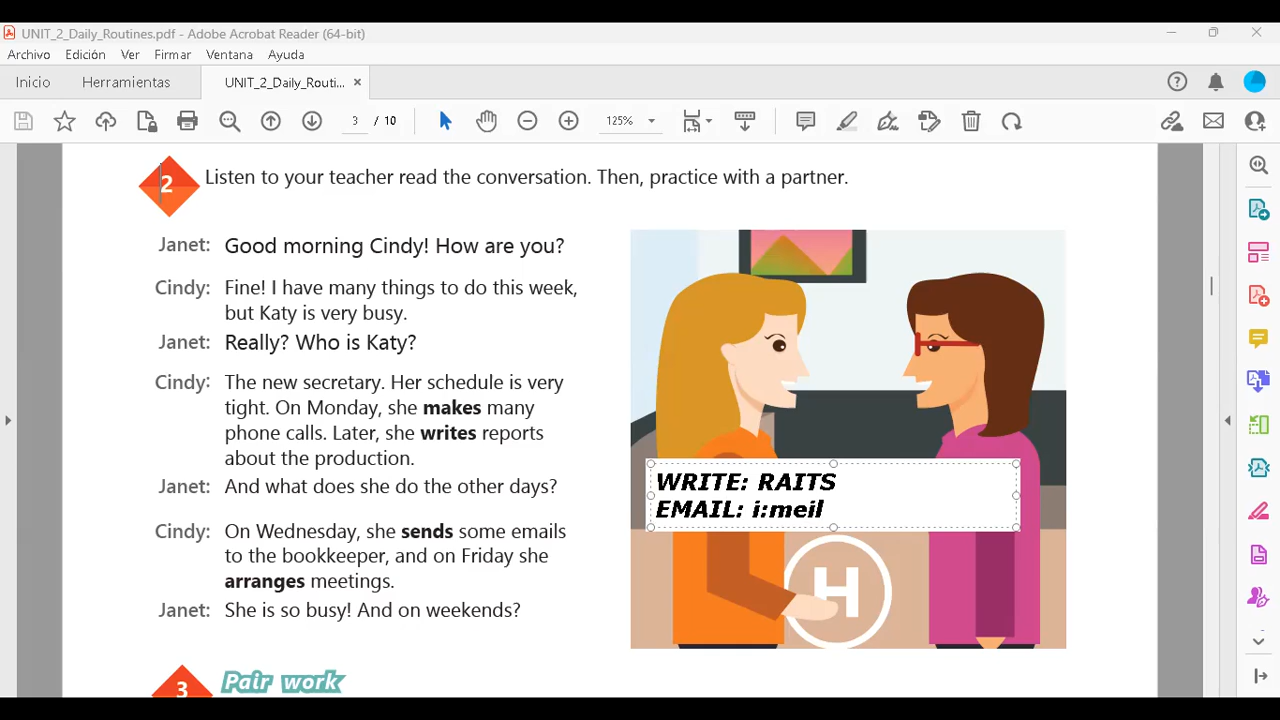 UNIT_2_Daily_Routines.pdf - Adobe Acrobat Reader (64-bit)
Archivo Edición Ver Firmar Ventana Ayuda
Inicio Herramientas UNIT_2_Daily_Routi... ×
3 / 10 125%
2 Listen to your teacher read the conversation. Then, practice with a partner.
Janet: Good morning Cindy! How are you?
Cindy: Fine! I have many things to do this week,
but Katy is very busy.
Janet: Really? Who is Katy?
Cindy: The new secretary. Her schedule is very
tight. On Monday, she makes many
phone calls. Later, she writes reports
about the production.
Janet: And what does she do the other days?
Cindy: On Wednesday, she sends some emails
to the bookkeeper, and on Friday she
arranges meetings.
Janet: She is so busy! And on weekends?
WRITE: RAITS
EMAIL: i:meil
H
3 Pair work